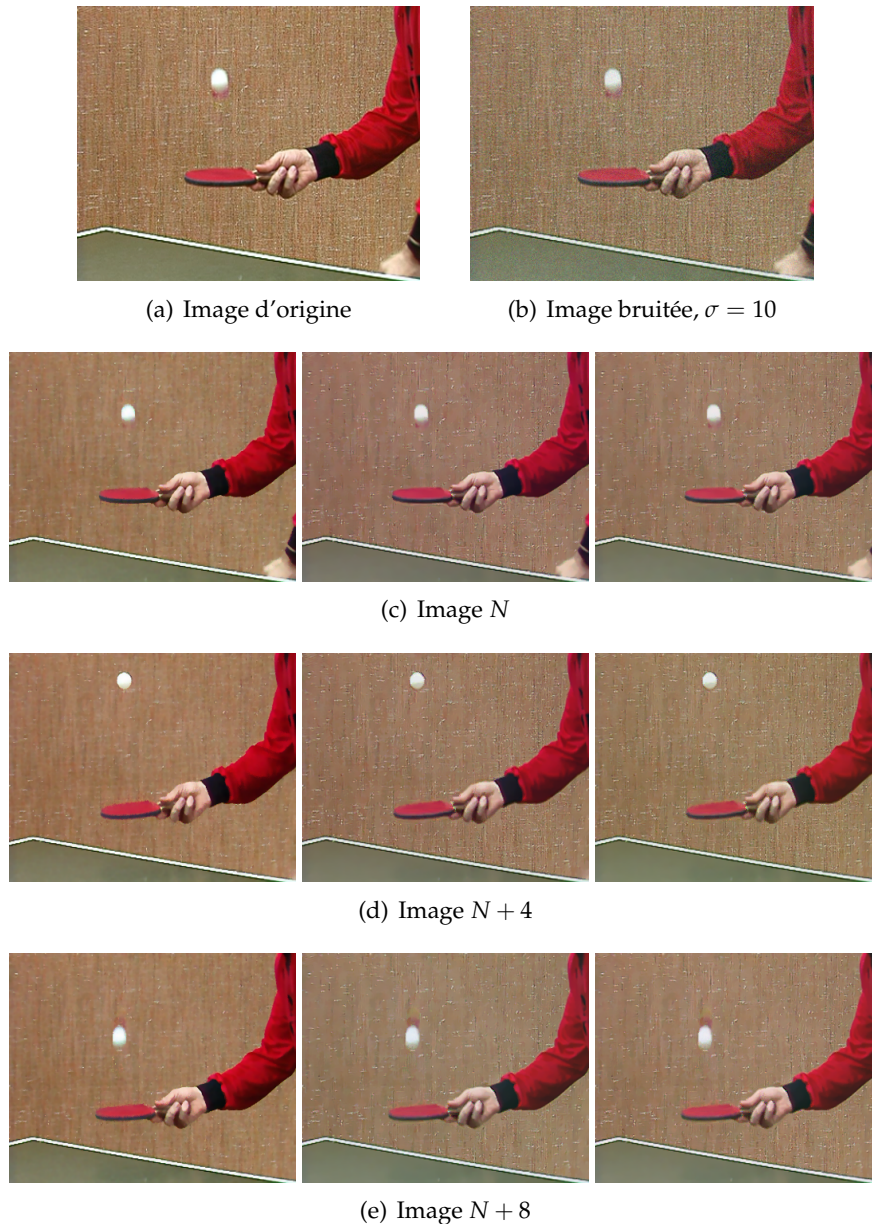 (a) Image d'origine
(b) Image bruitée, σ = 10
(c) Image N
(d) Image N + 4
(e) Image N + 8